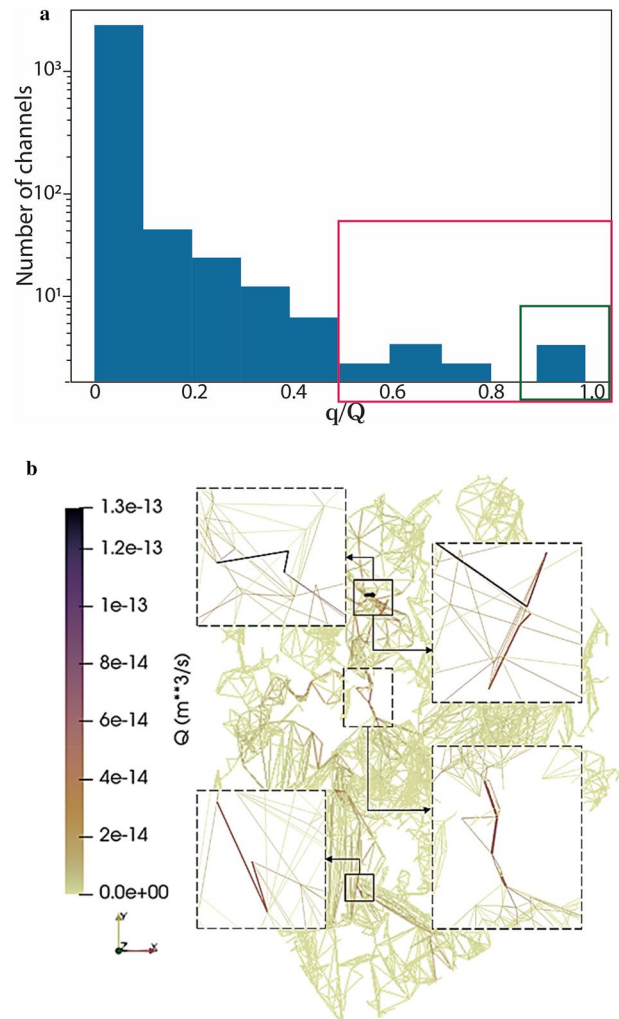 a
10³
10²
10¹
Number of channels
0
0.2
0.4
0.6
0.8
1.0
q/Q
b
1.3e-13
1.2e-13
1e-13
8e-14
6e-14
4e-14
2e-14
0.0e+00
Q (m**3/s)
Y
Z
X